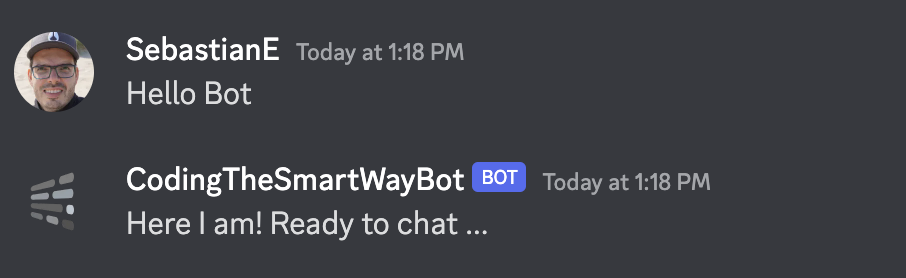 SebastianE Today at 1:18 PM
Hello Bot
CodingTheSmartWayBot BOT Today at 1:18 PM
Here I am! Ready to chat ...